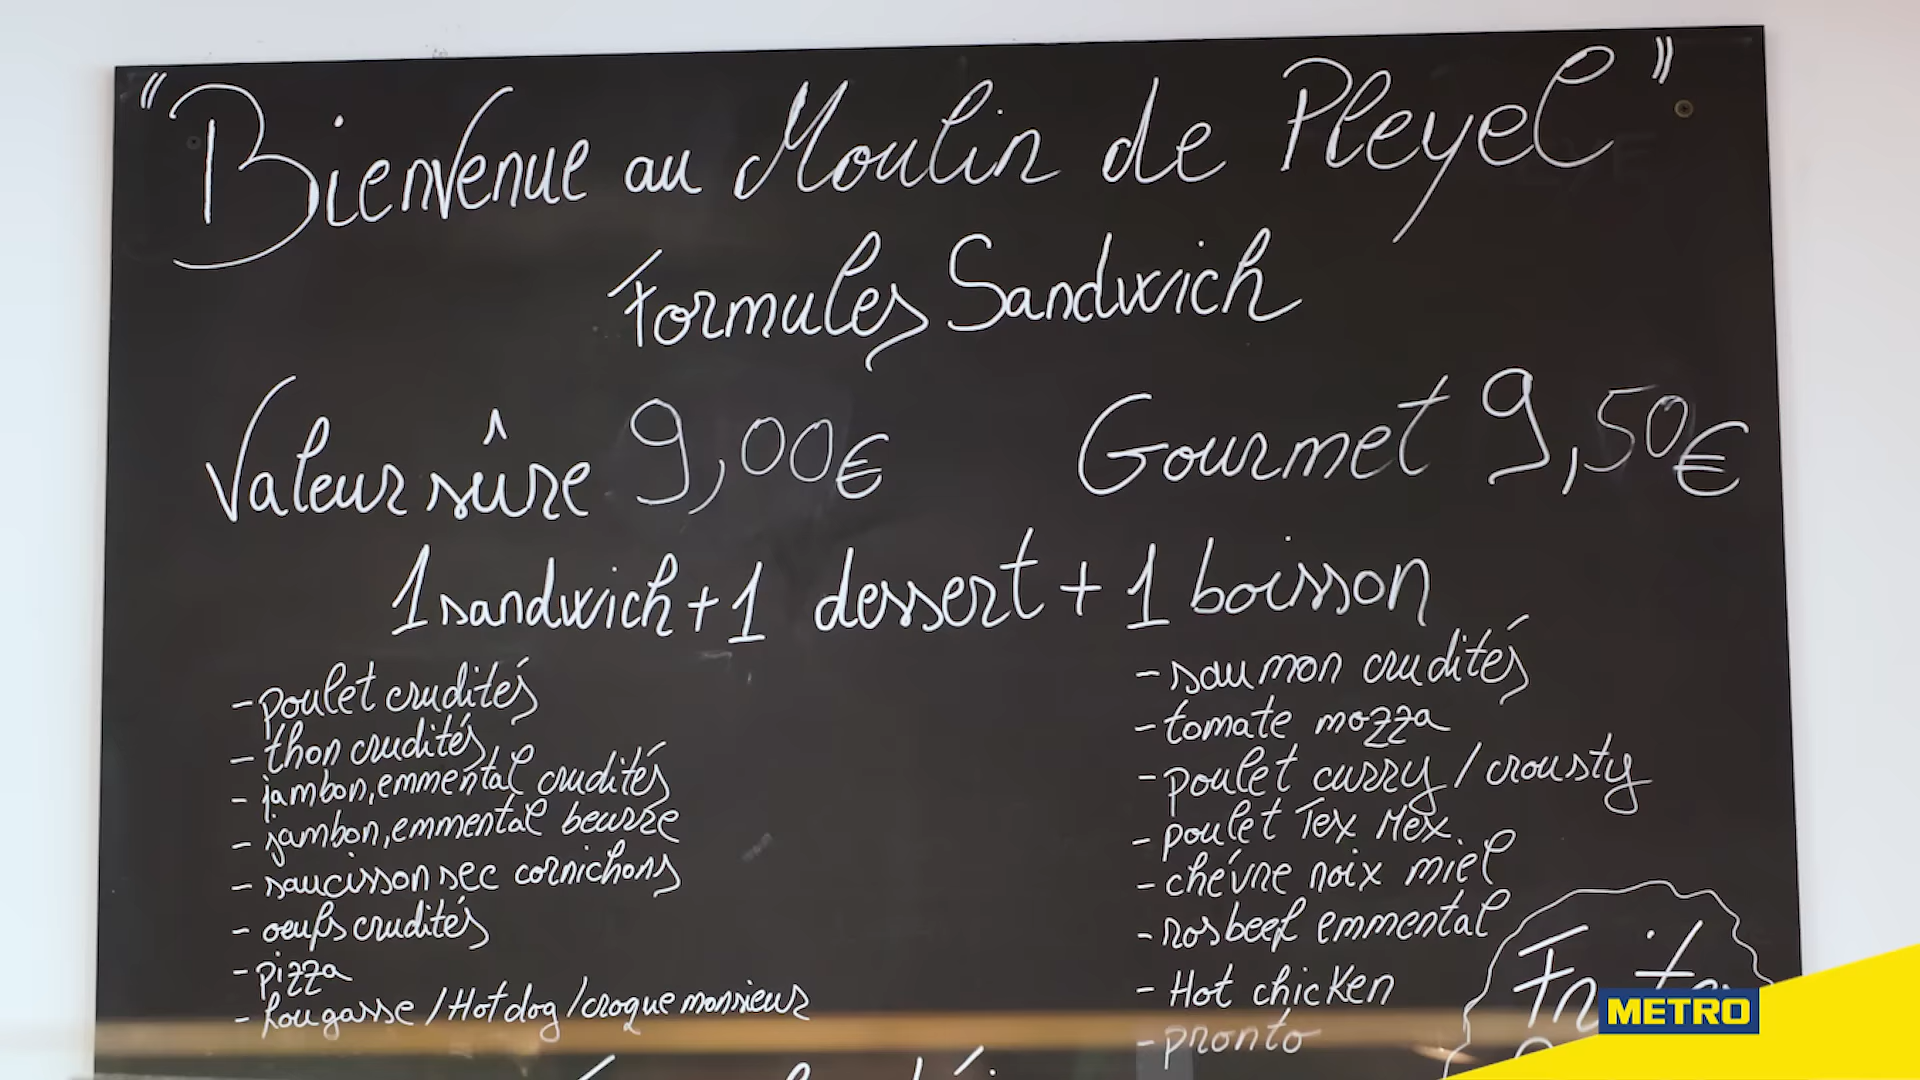 "Bienvenue au Moulin de Pleyel"
Formules Sandwich
Valeur sûre 9,00€
Gourmet 9,50€
1 sandwich + 1 dessert + 1 boisson
- poulet crudités
- thon crudités
- jambon, emmental crudités
- jambon, emmental beurre
- saucisson sec cornichons
- oeufs crudités
- pizza
- fougasse / Hot dog / croque monsieur
- saumon crudités
- tomate mozza
- poulet curry / crousty
- poulet Tex Mex
- chévre noix miel
- rosbeef emmental
- Hot chicken
- pronto
METRO